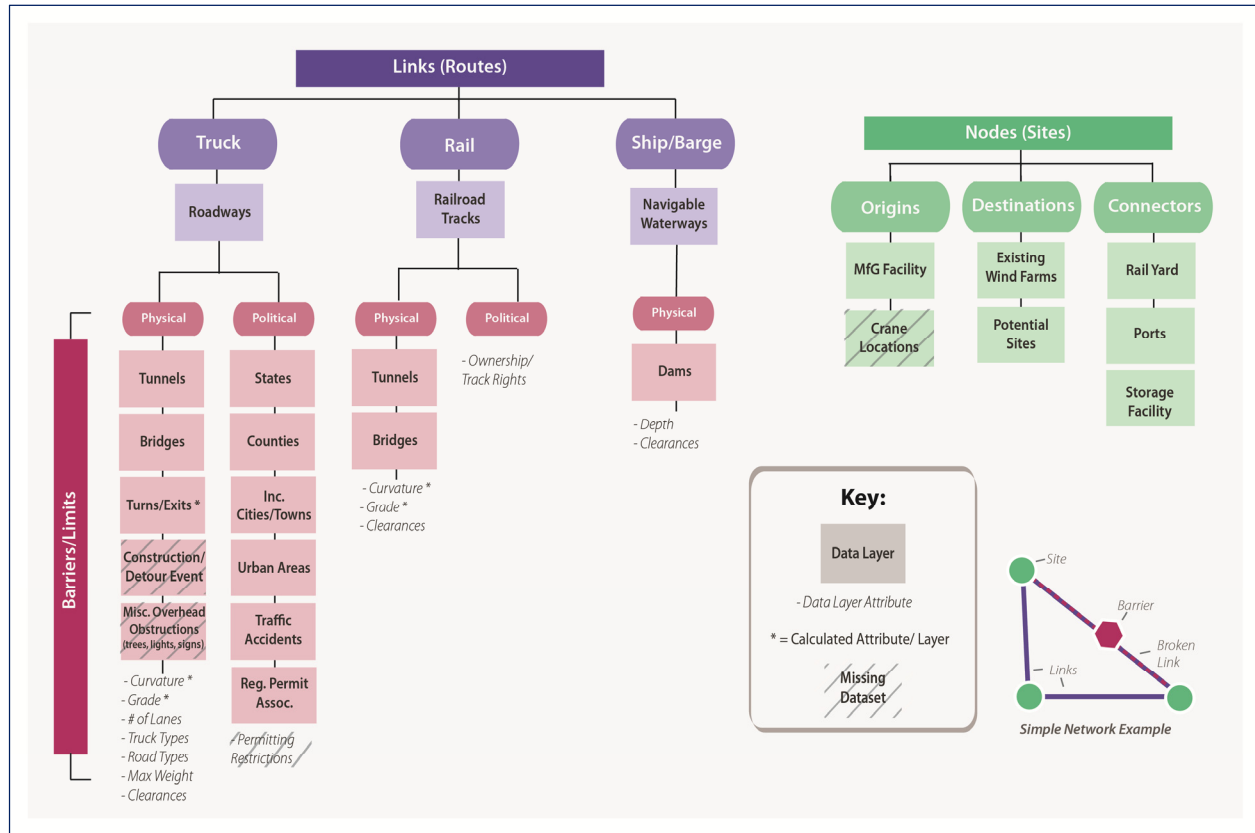 Links (Routes)
Truck
Rail
Ship/Barge
Roadways
Railroad
Tracks
Navigable
Waterways
Barriers/Limits
Physical
Tunnels
Bridges
Turns/Exits *
Construction/
Detour Event
Misc. Overhead
Obstructions
(trees, lights, signs)
- Curvature *
- Grade *
- # of Lanes
- Truck Types
- Road Types
- Max Weight
- Clearances
Political
States
Counties
Inc.
Cities/Towns
Urban Areas
Traffic
Accidents
Reg. Permit
Assoc.
- Permitting
Restrictions
Physical
Tunnels
Bridges
- Curvature *
- Grade *
- Clearances
Political
- Ownership/
Track Rights
Physical
Dams
- Depth
- Clearances
Nodes (Sites)
Origins
MfG Facility
Crane
Locations
Destinations
Existing
Wind Farms
Potential
Sites
Connectors
Rail Yard
Ports
Storage
Facility
Key:
Data Layer
- Data Layer Attribute
* = Calculated Attribute/ Layer
Missing
Dataset
Site
Barrier
Broken
Link
Links
Simple Network Example